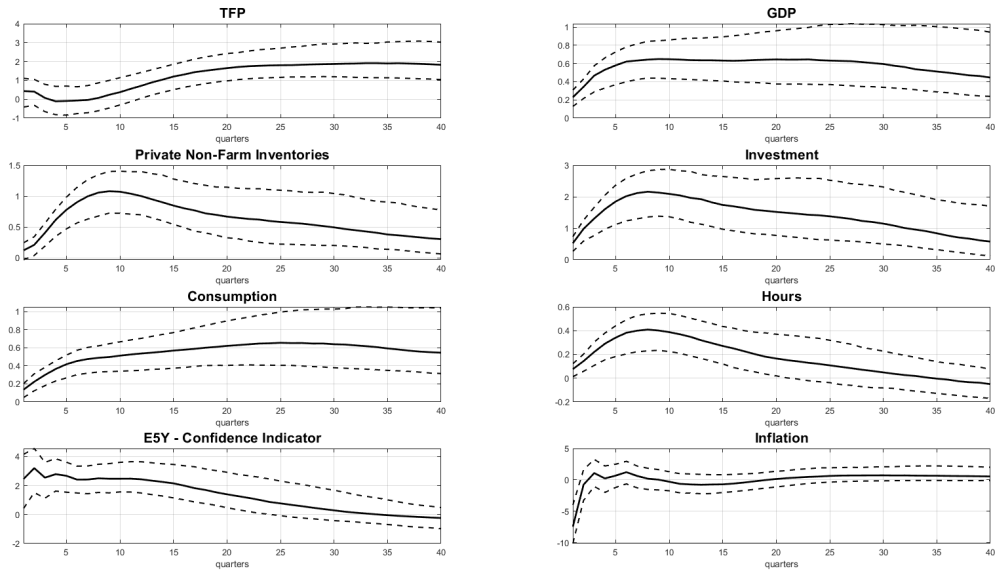 TFP
4
3
2
1
0
-1
5 10 15 20 25 30 35 40
quarters
GDP
1
0.8
0.6
0.4
0.2
0
5 10 15 20 25 30 35 40
quarters
Private Non-Farm Inventories
1.5
1
0.5
0
5 10 15 20 25 30 35 40
quarters
Investment
3
2
1
0
5 10 15 20 25 30 35 40
quarters
Consumption
1
0.8
0.6
0.4
0.2
0
5 10 15 20 25 30 35 40
quarters
Hours
0.6
0.4
0.2
0
-0.2
5 10 15 20 25 30 35 40
quarters
E5Y - Confidence Indicator
4
2
0
-2
5 10 15 20 25 30 35 40
quarters
Inflation
5
0
-5
-10
5 10 15 20 25 30 35 40
quarters